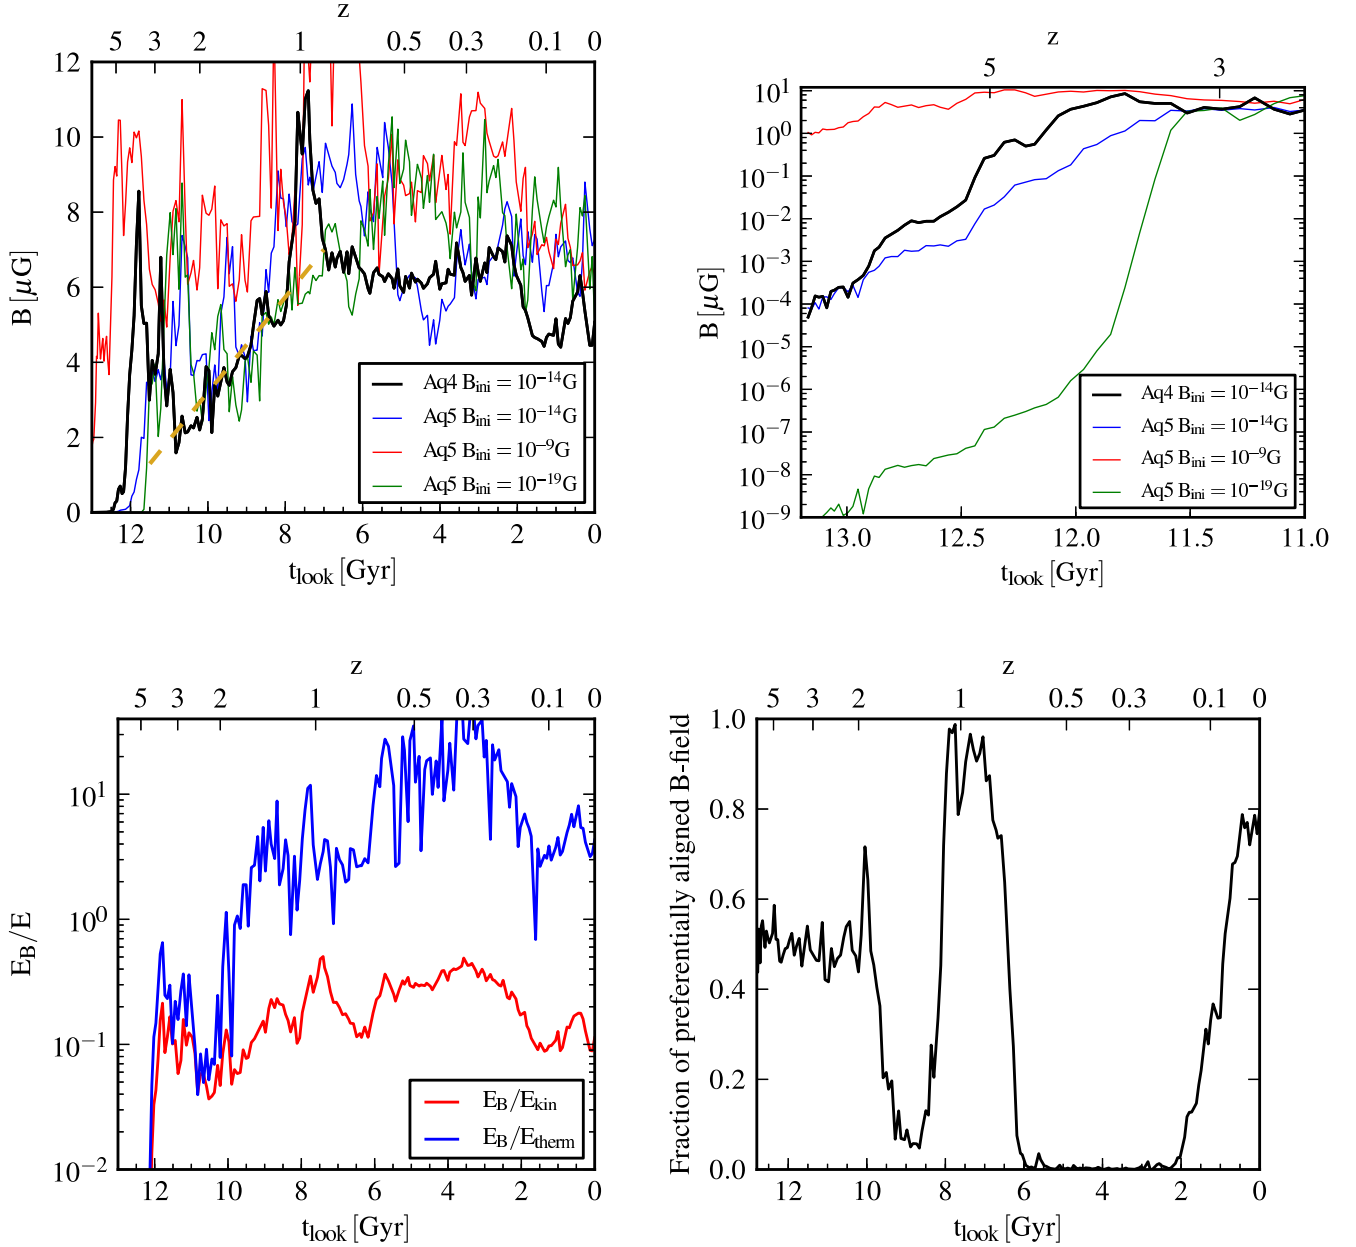 z
5 3 2 1 0.5 0.3 0.1 0
12
10
8
6
4
2
0
B [μG]
Aq4 B_ini = 10^−14 G
Aq5 B_ini = 10^−14 G
Aq5 B_ini = 10^−9 G
Aq5 B_ini = 10^−19 G
12 10 8 6 4 2 0
t_look [Gyr]
z
5 3
10^1
10^0
10^−1
10^−2
10^−3
10^−4
10^−5
10^−6
10^−7
10^−8
10^−9
B [μG]
Aq4 B_ini = 10^−14 G
Aq5 B_ini = 10^−14 G
Aq5 B_ini = 10^−9 G
Aq5 B_ini = 10^−19 G
13.0 12.5 12.0 11.5 11.0
t_look [Gyr]
z
5 3 2 1 0.5 0.3 0.1 0
10^1
10^0
10^−1
10^−2
E_B/E
E_B/E_kin
E_B/E_therm
12 10 8 6 4 2 0
t_look [Gyr]
z
5 3 2 1 0.5 0.3 0.1 0
1.0
0.8
0.6
0.4
0.2
0.0
Fraction of preferentially aligned B-field
12 10 8 6 4 2 0
t_look [Gyr]